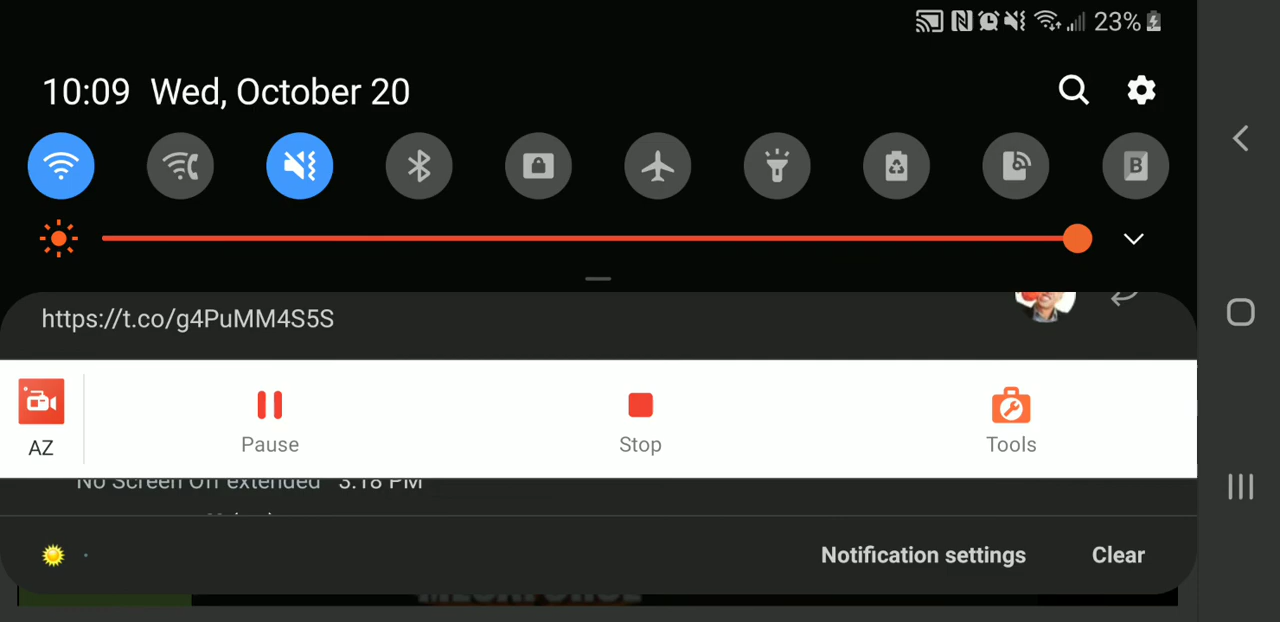 23%
10:09 Wed, October 20
B
https://t.co/g4PuMM4S5S
AZ
Pause
Stop
Tools
No Screen Off extended 3:18 PM
Notification settings
Clear